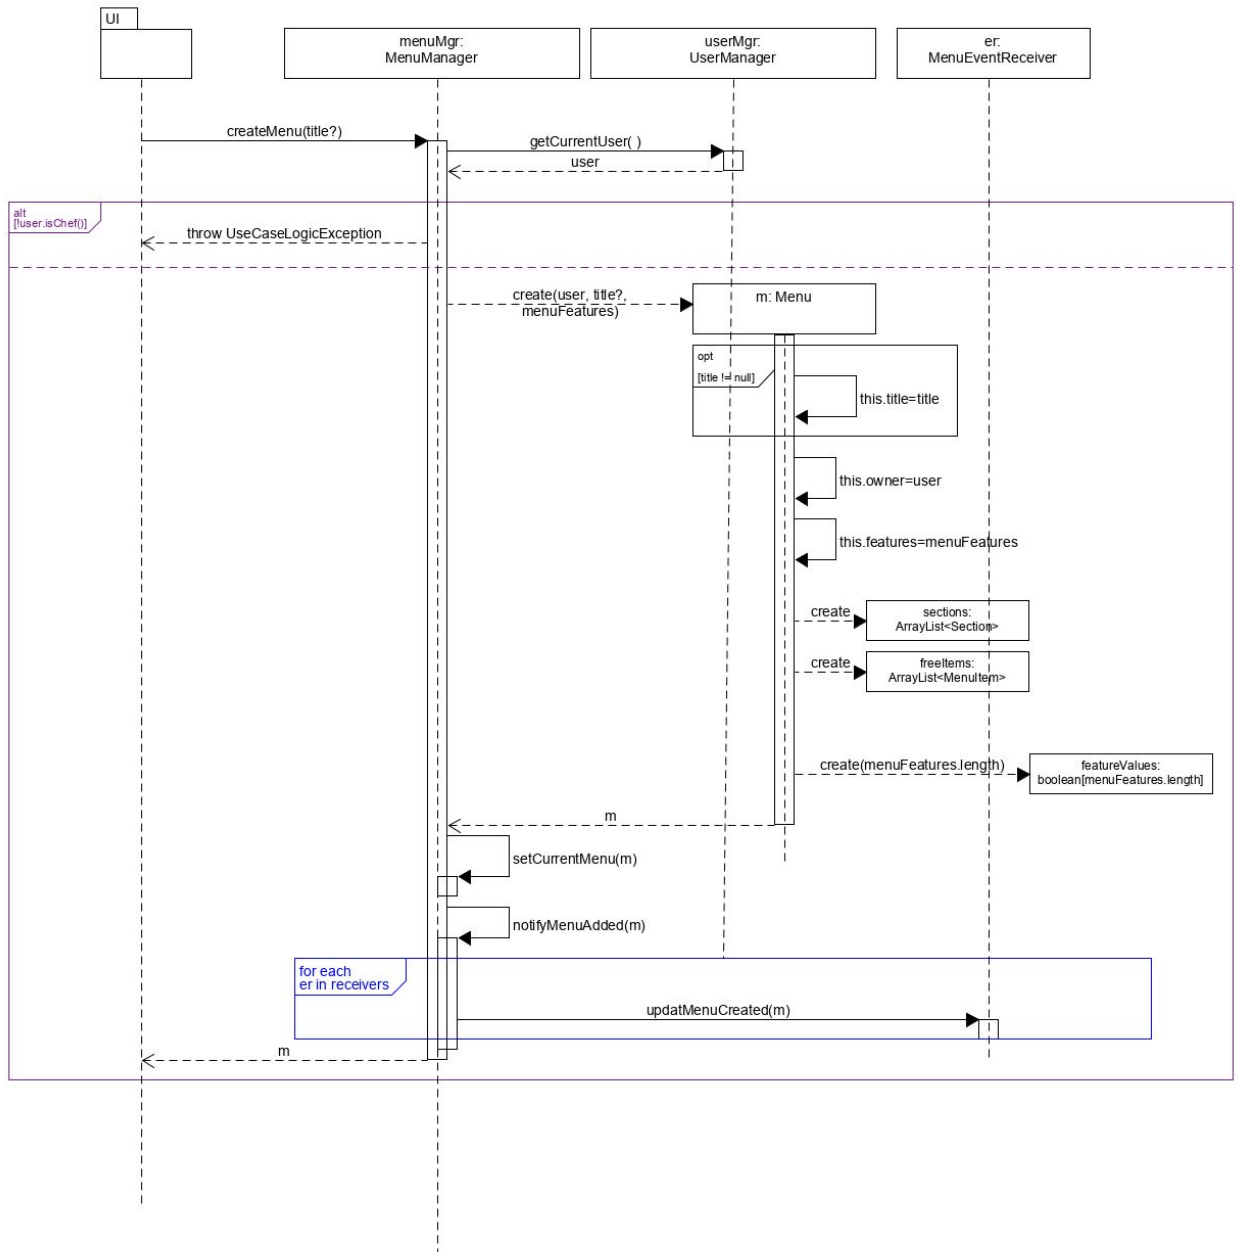 UI
menuMgr:
MenuManager
userMgr:
UserManager
er:
MenuEventReceiver
createMenu(title?)
getCurrentUser( )
user
alt
[!user.isChef()]
throw UseCaseLogicException
create(user, title?,
menuFeatures)
m: Menu
opt
[title != null]
this.title=title
this.owner=user
this.features=menuFeatures
create
sections:
ArrayList<Section>
create
freeItems:
ArrayList<MenuItem>
create(menuFeatures.length)
featureValues:
boolean[menuFeatures.length]
m
setCurrentMenu(m)
notifyMenuAdded(m)
for each
er in receivers
updatMenuCreated(m)
m